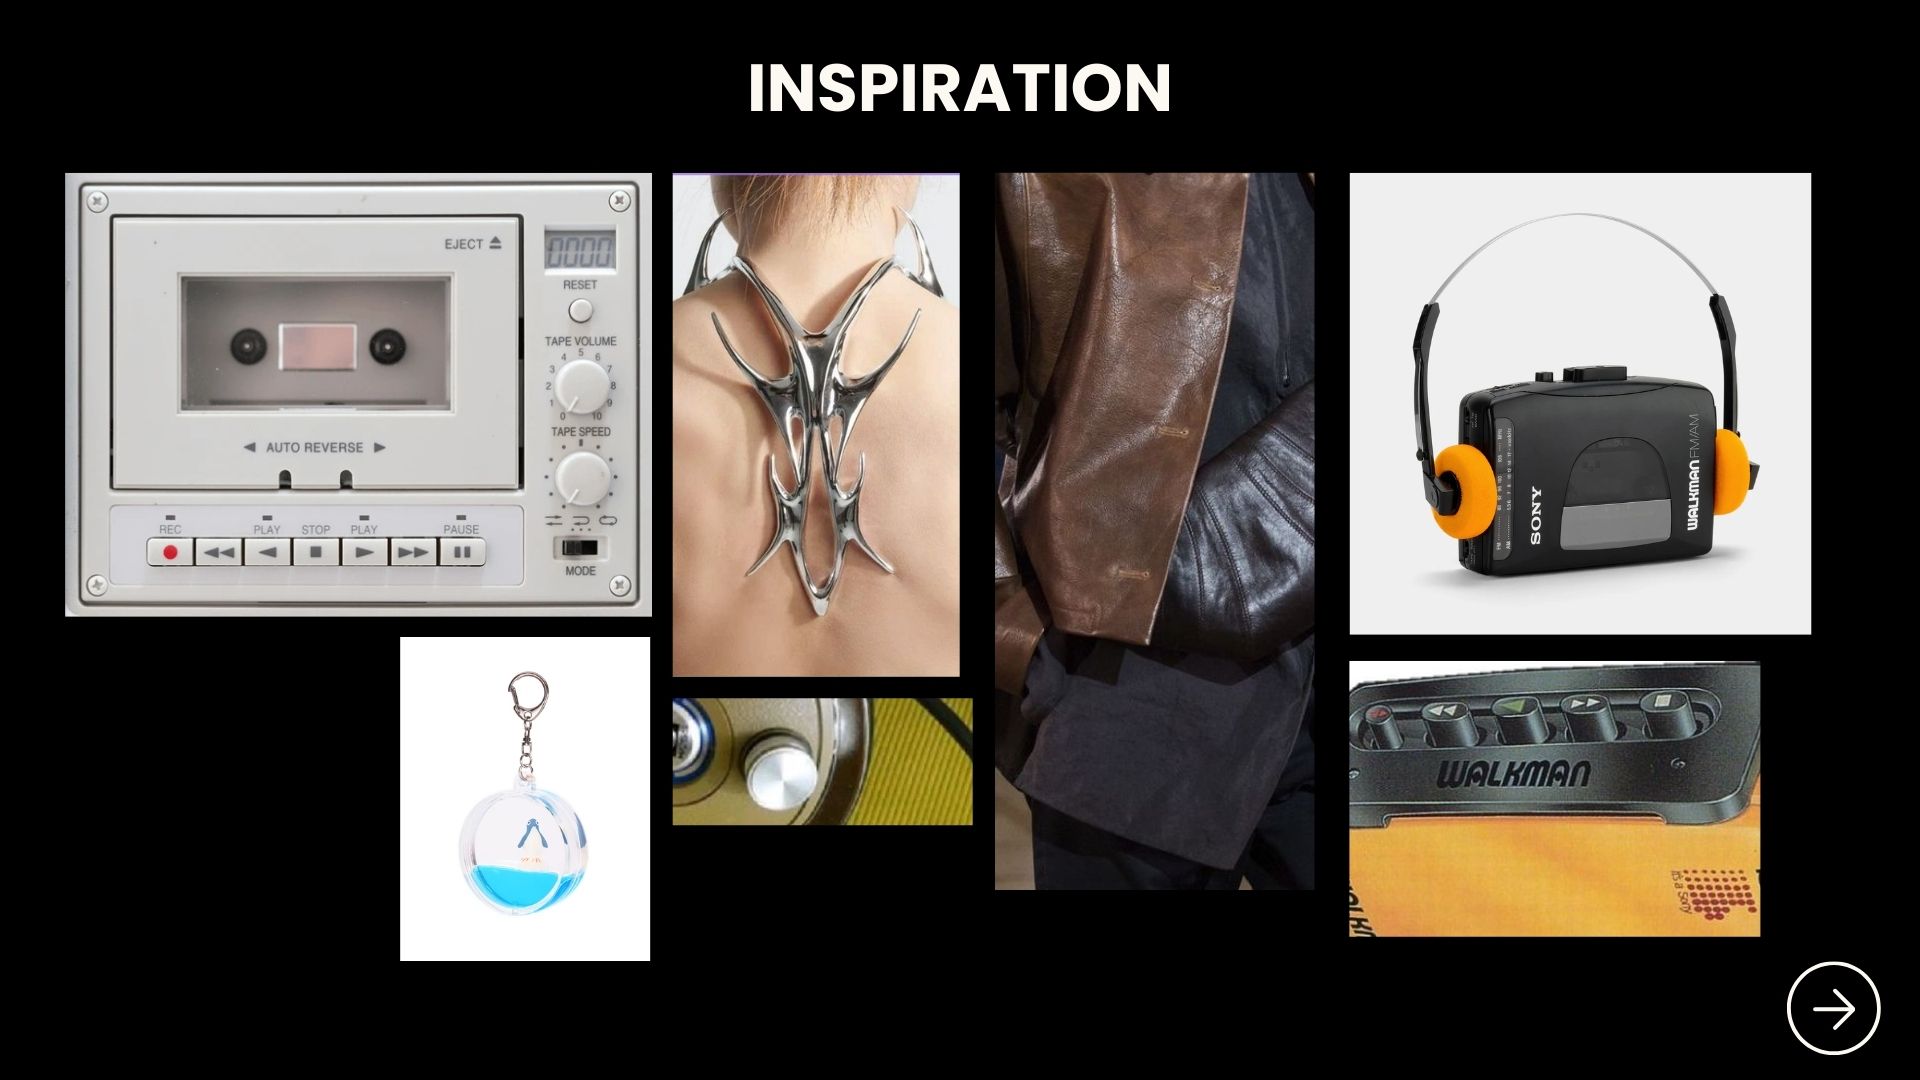 INSPIRATION
EJECT
0000
RESET
TAPE VOLUME
0 1 2 3 4 5 6 7 8 9 10
TAPE SPEED
AUTO REVERSE
REC
PLAY
STOP
PLAY
PAUSE
MODE
SONY
WALKMAN FM/AM
WALKMAN
It's a Sony